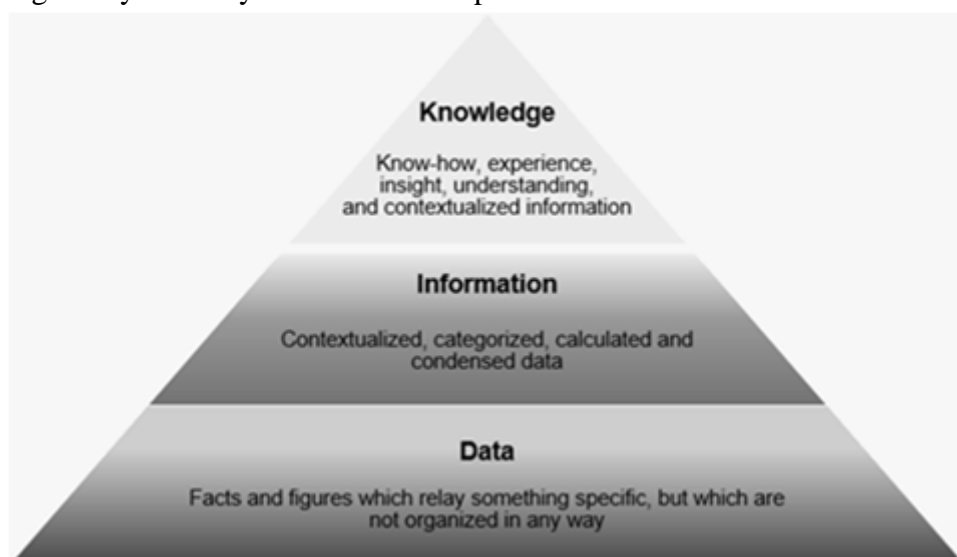 Knowledge
Know-how, experience,
insight, understanding,
and contextualized information
Information
Contextualized, categorized, calculated and
condensed data
Data
Facts and figures which relay something specific, but which are
not organized in any way